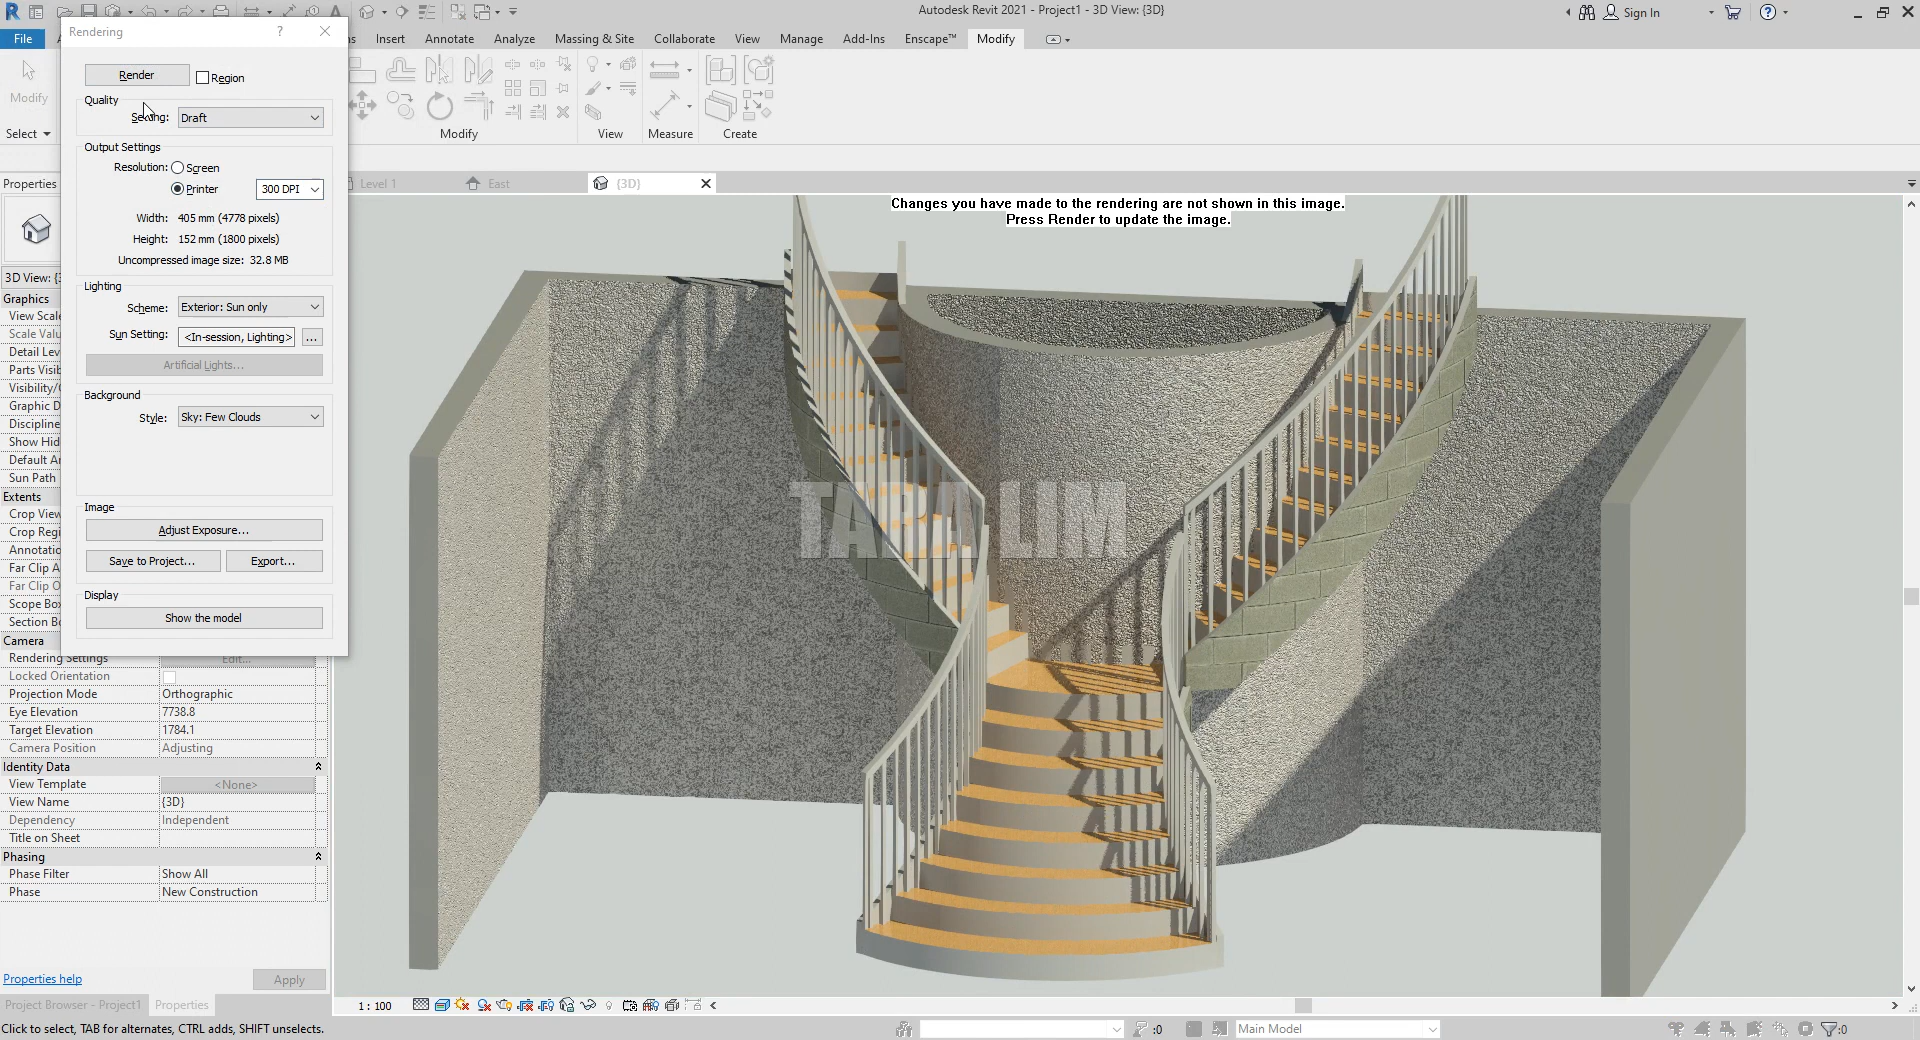 Autodesk Revit 2021 - Project1 - 3D View: {3D}
Sign In
File
Insert
Annotate
Analyze
Massing & Site
Collaborate
View
Manage
Add-Ins
Enscape™
Modify
Modify
Select
Modify
View
Measure
Create
Rendering
?
Render
Region
Quality
Setting:
Draft
Output Settings
Resolution:
Screen
Printer
300 DPI
Width: 405 mm (4778 pixels)
Height: 152 mm (1800 pixels)
Uncompressed image size: 32.8 MB
Lighting
Scheme: Exterior: Sun only
Sun Setting: <In-session, Lighting> ...
Artificial Lights...
Background
Style: Sky: Few Clouds
Image
Adjust Exposure...
Save to Project...
Export...
Display
Show the model
Level 1
East
{3D}
Changes you have made to the rendering are not shown in this image.
Press Render to update the image.
TARA LIM
Properties
3D View: {3
Graphics
View Scale
Scale Valu
Detail Lev
Parts Visib
Visibility/
Graphic D
Discipline
Show Hid
Default A
Sun Path
Extents
Crop View
Crop Regi
Annotatio
Far Clip A
Far Clip O
Scope Box
Section Bo
Camera
Rendering Settings Edit...
Locked Orientation
Projection Mode Orthographic
Eye Elevation 7738.8
Target Elevation 1784.1
Camera Position Adjusting
Identity Data
View Template <None>
View Name {3D}
Dependency Independent
Title on Sheet
Phasing
Phase Filter Show All
Phase New Construction
Properties help
Apply
Project Browser - Project1
Properties
1 : 100
Click to select, TAB for alternates, CTRL adds, SHIFT unselects.
:0
Main Model
:0